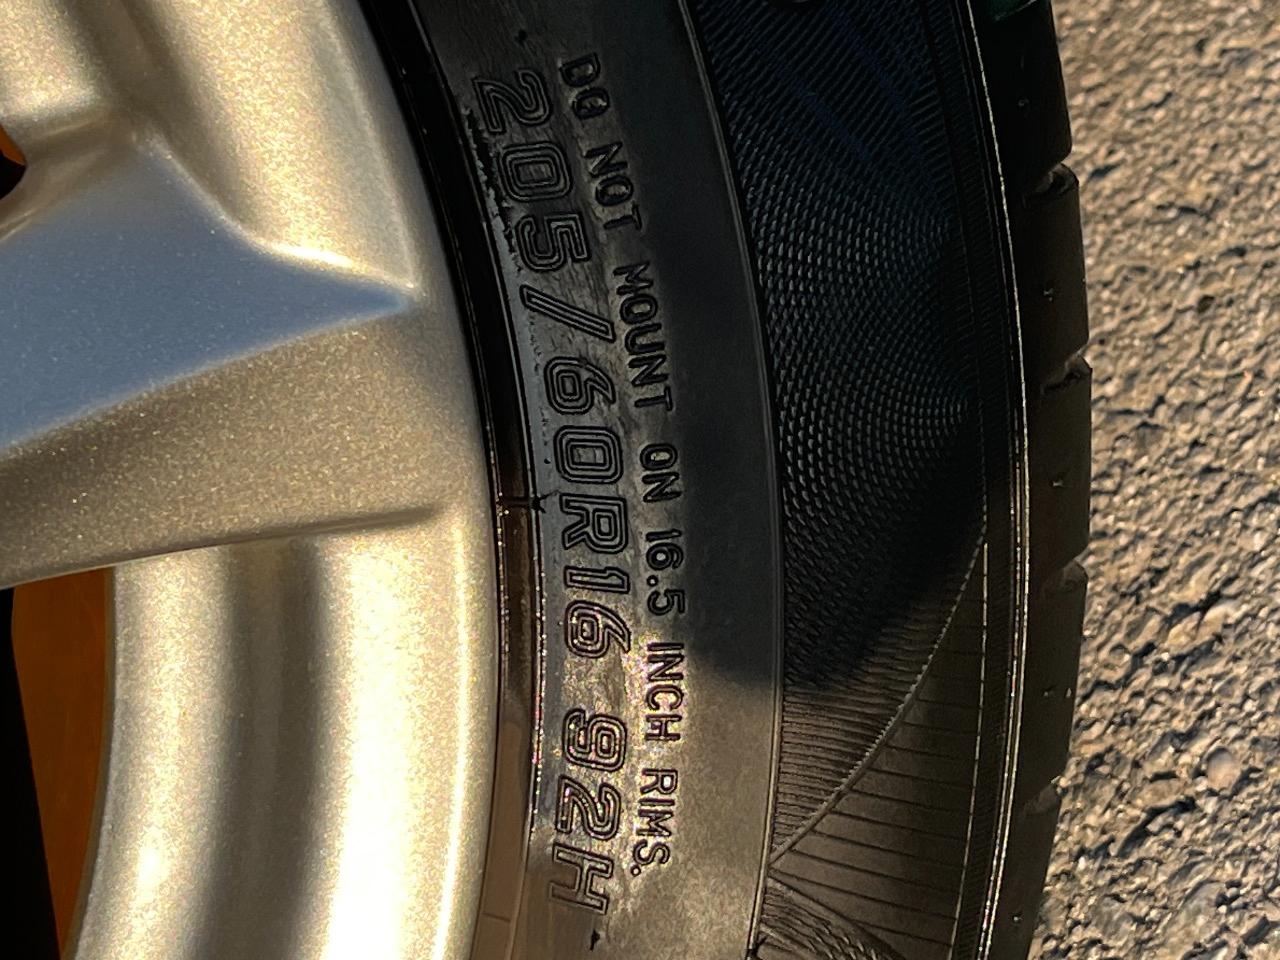 DO NOT MOUNT ON 16.5 INCH RIMS.
205/60R16 92H